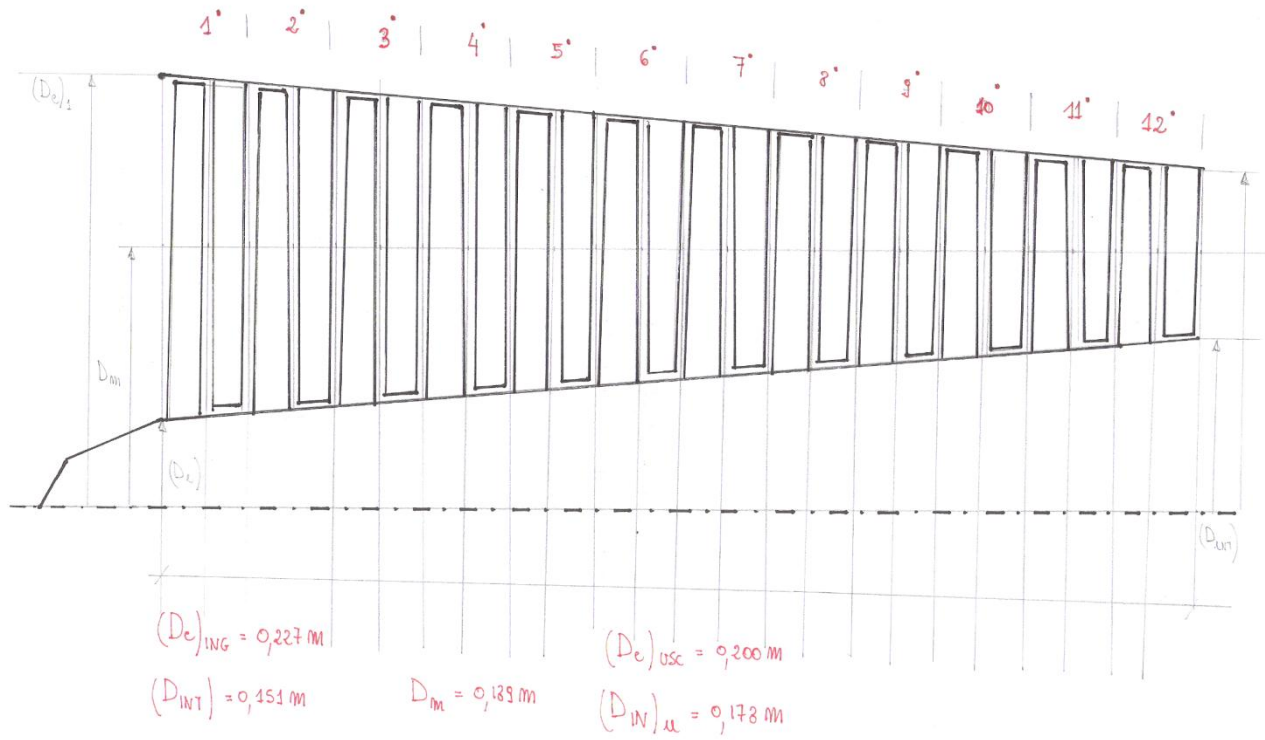 1° 2° 3° 4° 5° 6° 7° 8° 9° 10° 11° 12°
(De)1
Dm
(Di)
(DINT)
(De)ING = 0,227 m
(De)USC = 0,200 m
(DINT) = 0,151 m
Dm = 0,189 m
(DIN)u = 0,178 m